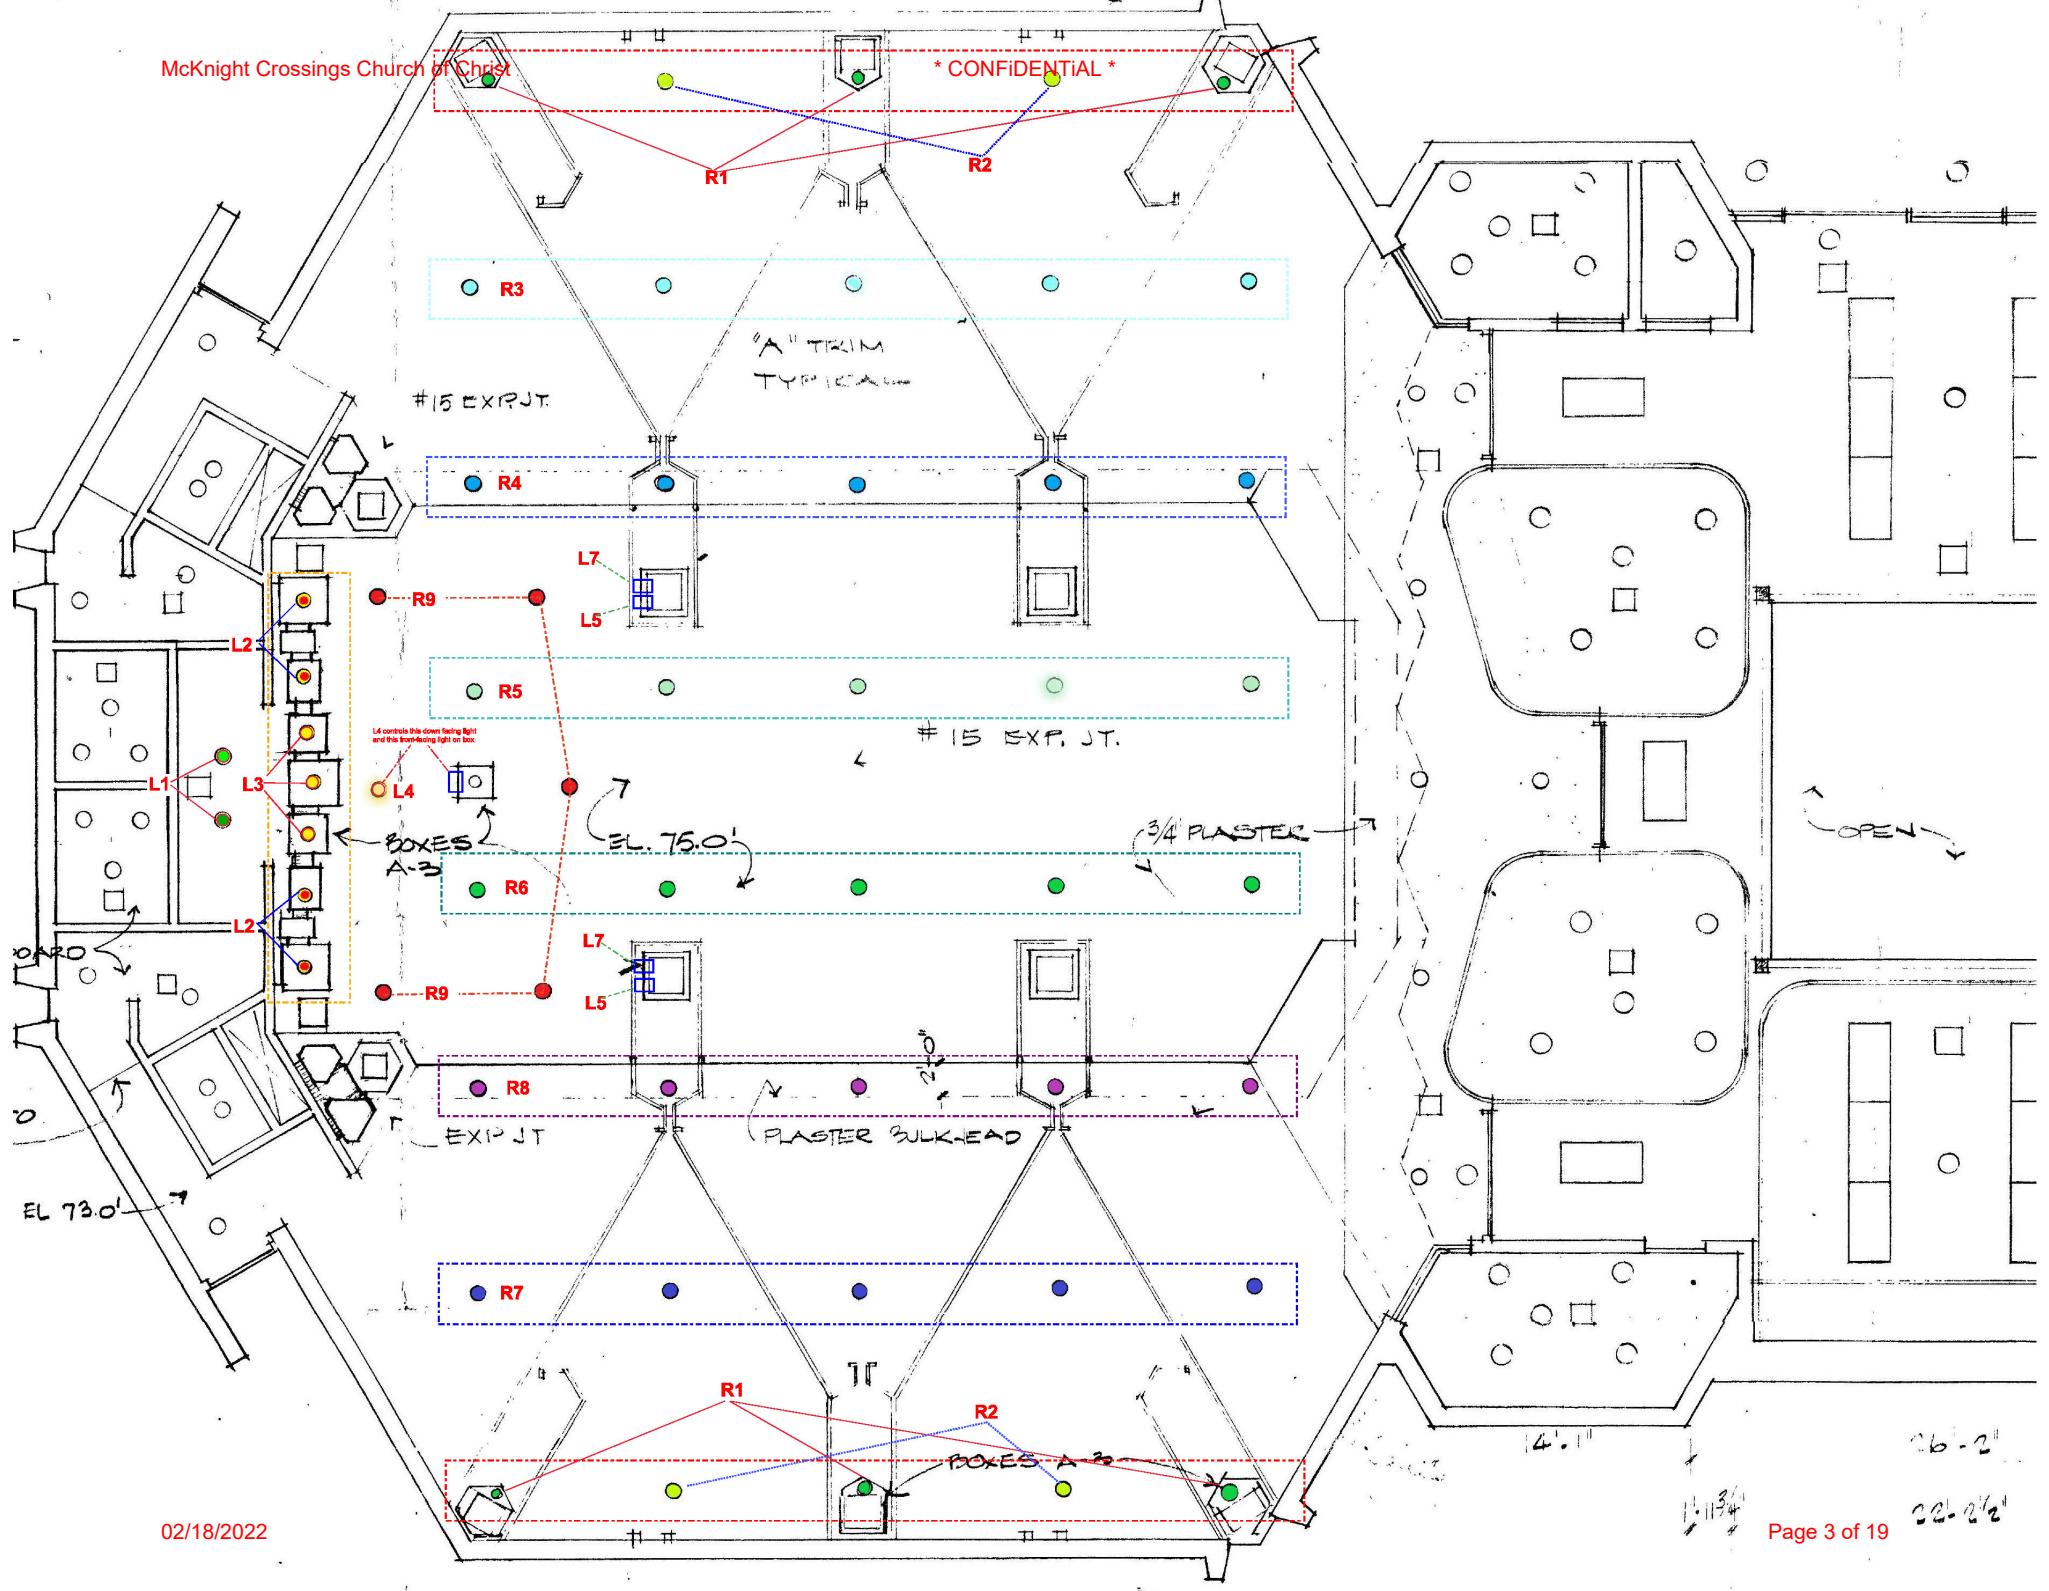 McKnight Crossings Church of Christ
* CONFiDENTiAL *
R1
R2
R3
"A" TRIM
TYPICAL
#15 EXP. JT.
R4
L7
R9
L5
L2
R5
L4 controls this down facing light
and this front-facing light on box
# 15 EXP. JT.
L1
L3
L4
BOXES
A-3
EL. 75.0'
3/4" PLASTER
OPEN
R6
L2
L7
R9
L5
2'-0"
R8
EXP JT
PLASTER BULKHEAD
EL 73.0'
R7
R1
R2
BOXES A-3
14'-1"
26'-2"
22'-2 1/2"
02/18/2022
Page 3 of 19